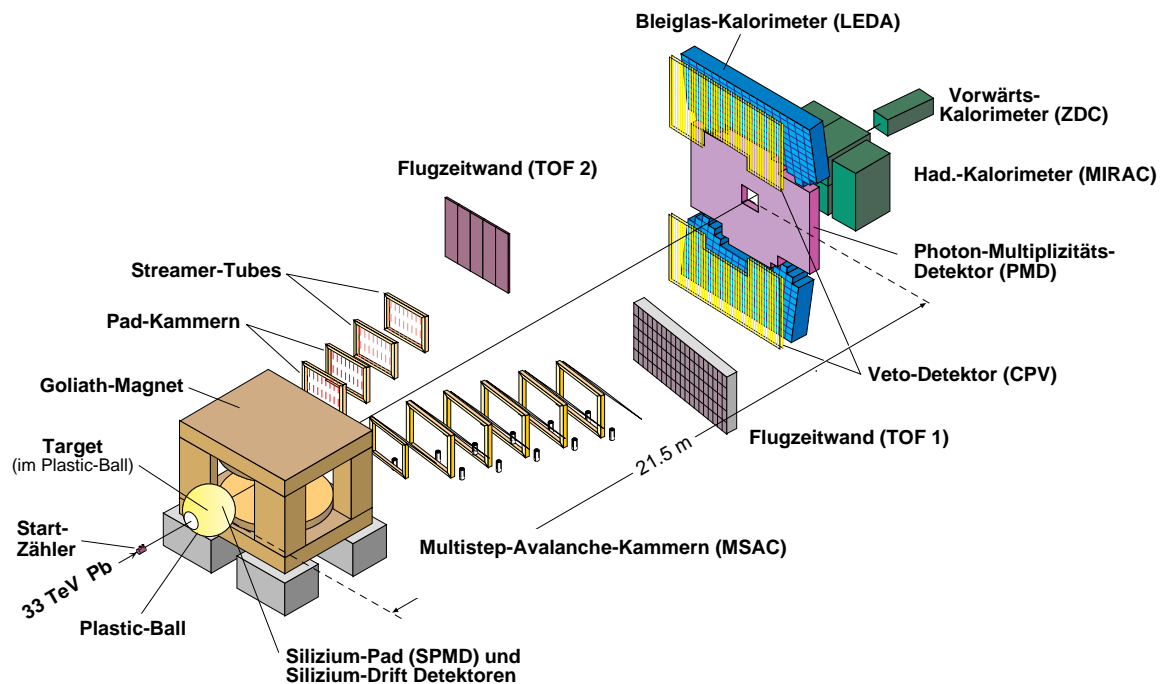 Bleiglas-Kalorimeter (LEDA)
Vorwärts-
Kalorimeter (ZDC)
Flugzeitwand (TOF 2)
Had.-Kalorimeter (MIRAC)
Photon-Multiplizitäts-
Detektor (PMD)
Streamer-Tubes
Pad-Kammern
Goliath-Magnet
Veto-Detektor (CPV)
Target
(im Plastic-Ball)
Flugzeitwand (TOF 1)
21.5 m
Start-
Zähler
Multistep-Avalanche-Kammern (MSAC)
33 TeV Pb
Plastic-Ball
Silizium-Pad (SPMD) und
Silizium-Drift Detektoren